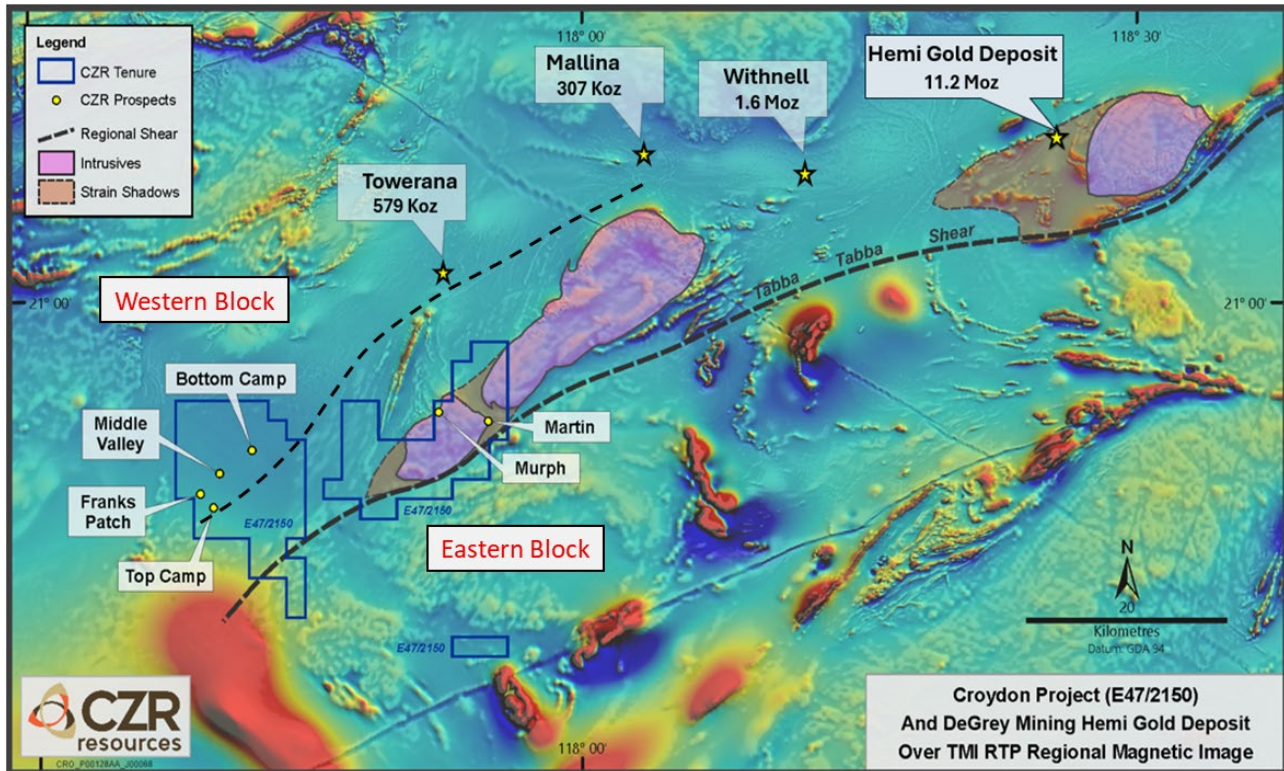 Legend
CZR Tenure
CZR Prospects
Regional Shear
Intrusives
Strain Shadows
118° 00'
118° 30'
Mallina
307 Koz
Withnell
1.6 Moz
Hemi Gold Deposit
11.2 Moz
Towerana
579 Koz
Tabba Tabba Shear
Western Block
21° 00'
21° 00'
Bottom Camp
Middle
Valley
Franks
Patch
Top Camp
E47/2150
Martin
Murph
E47/2150
Eastern Block
E47/2150
N
20
Kilometres
Datum: GDA 94
CZR
resources
CRO_P00128AA_J00068
118° 00'
Croydon Project (E47/2150)
And DeGrey Mining Hemi Gold Deposit
Over TMI RTP Regional Magnetic Image